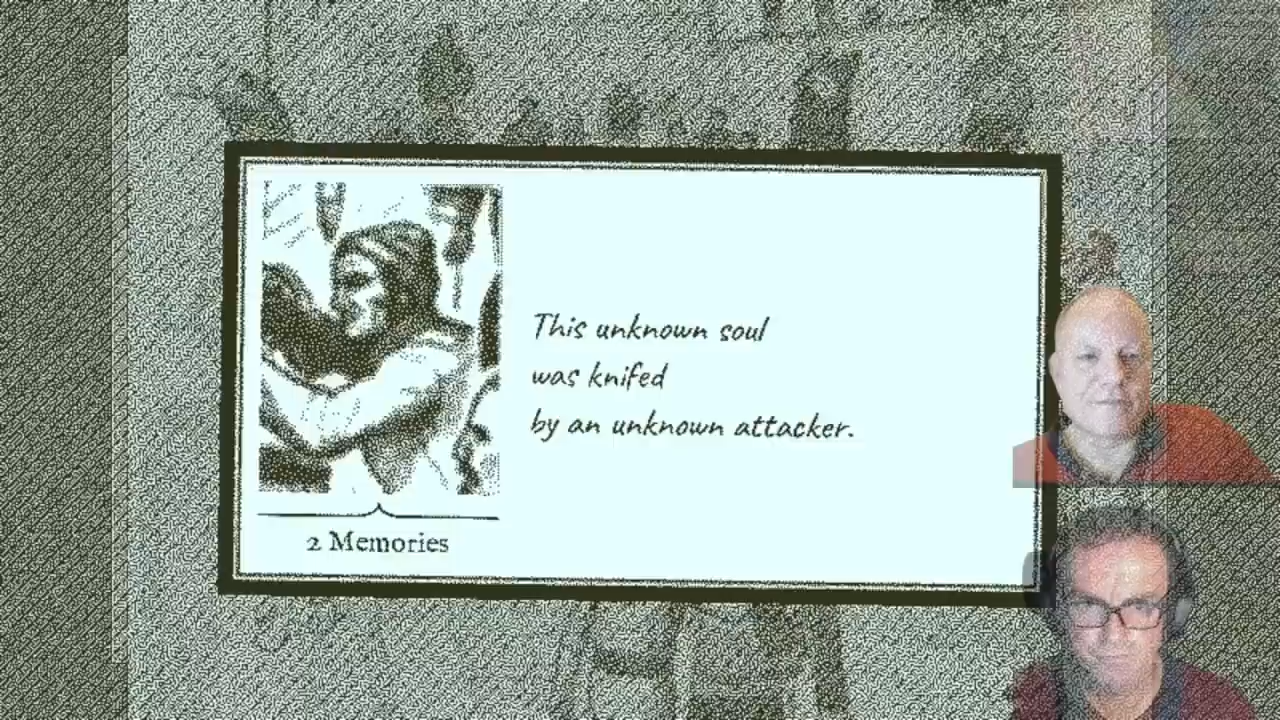 This unknown soul
was knifed
by an unknown attacker.
2 Memories